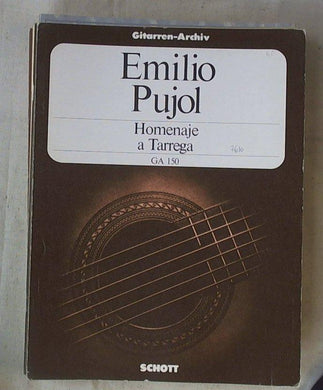 Gitarren-Archiv
Emilio
Pujol
Homenaje
a Tarrega
GA 150
SCHOTT